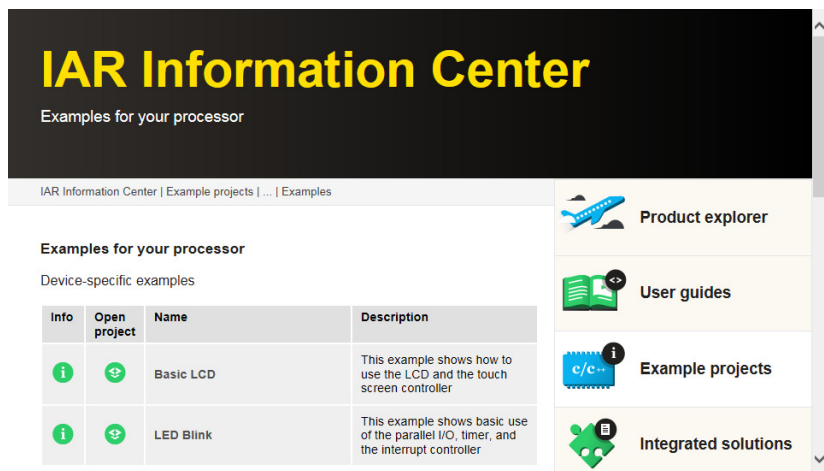 IAR Information Center
Examples for your processor
IAR Information Center | Example projects | ... | Examples
Examples for your processor
Device-specific examples
Info Open project Name Description
Basic LCD
This example shows how to
use the LCD and the touch
screen controller
LED Blink
This example shows basic use
of the parallel I/O, timer, and
the interrupt controller
Product explorer
<>
User guides
i
c/c++
Example projects
Integrated solutions